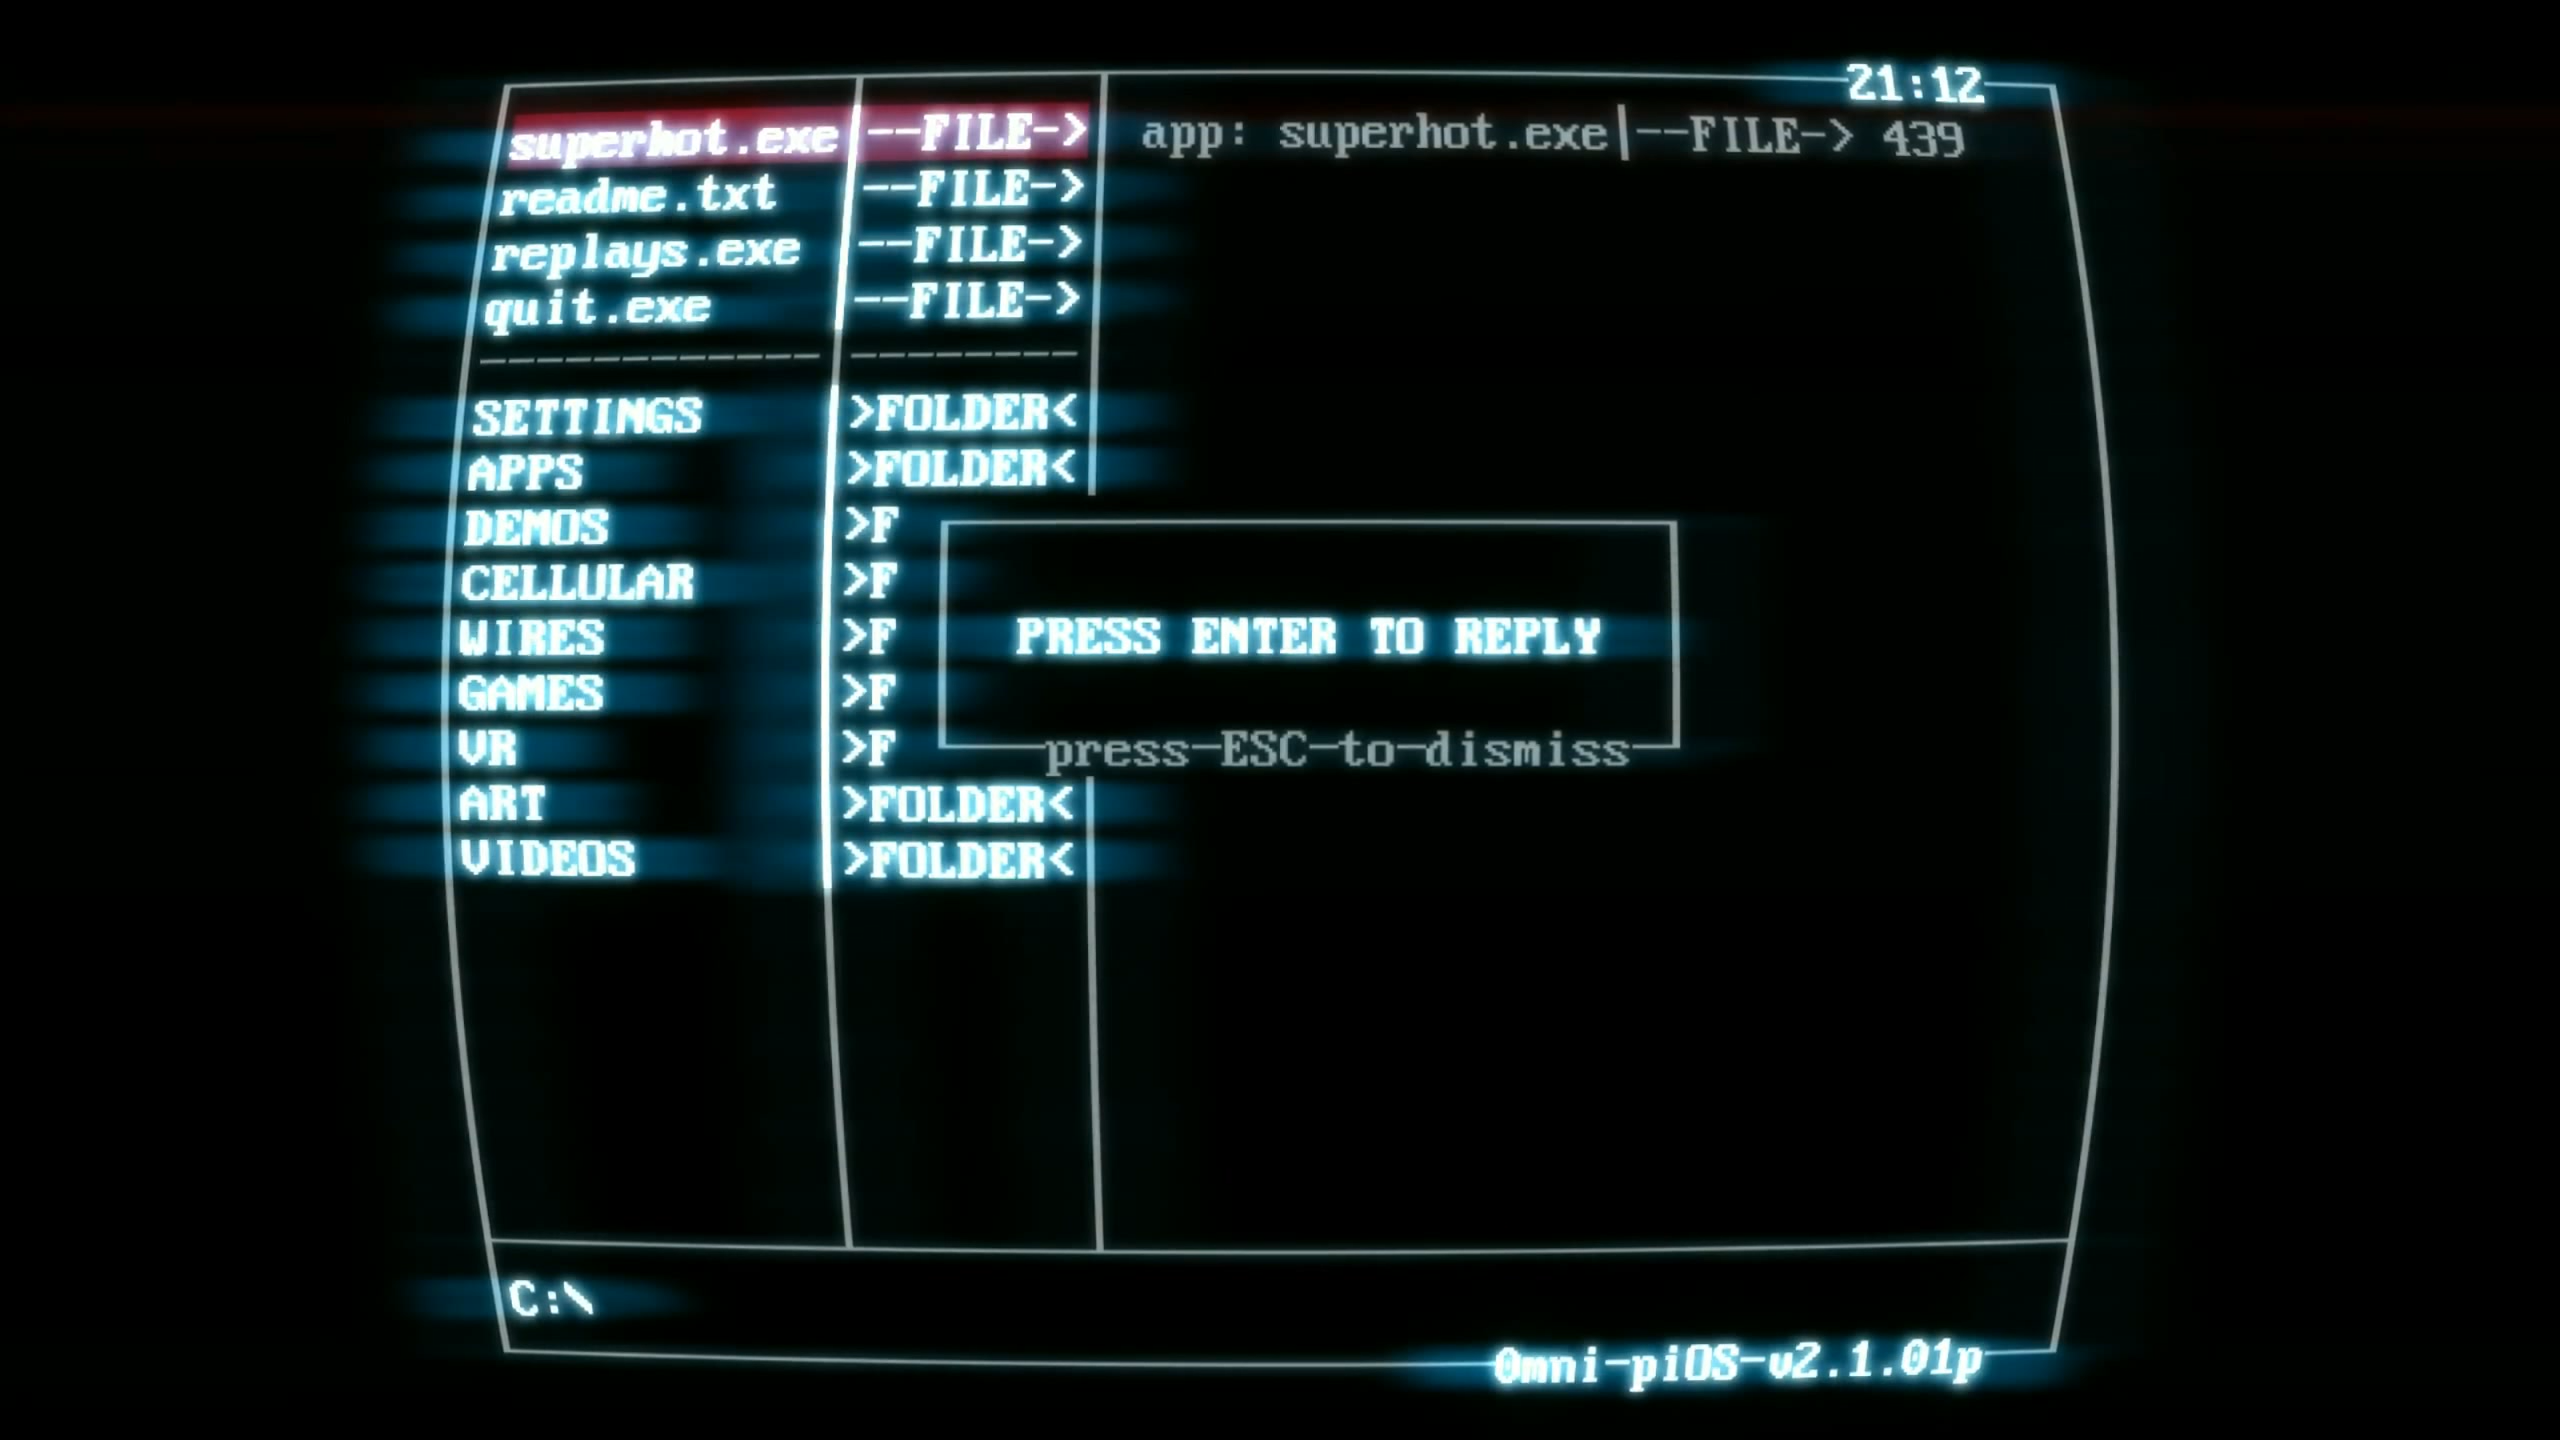 21:12
superhot.exe|--FILE-> app: superhot.exe|--FILE-> 439
readme.txt --FILE->
replays.exe --FILE->
quit.exe --FILE->
SETTINGS >FOLDER<
APPS >FOLDER<
DEMOS >F
CELLULAR >F
WIRES >F
GAMES >F
VR >F
ART >FOLDER<
VIDEOS >FOLDER<
PRESS ENTER TO REPLY
press-ESC-to-dismiss
C:\
0mni-piOS-v2.1.01p